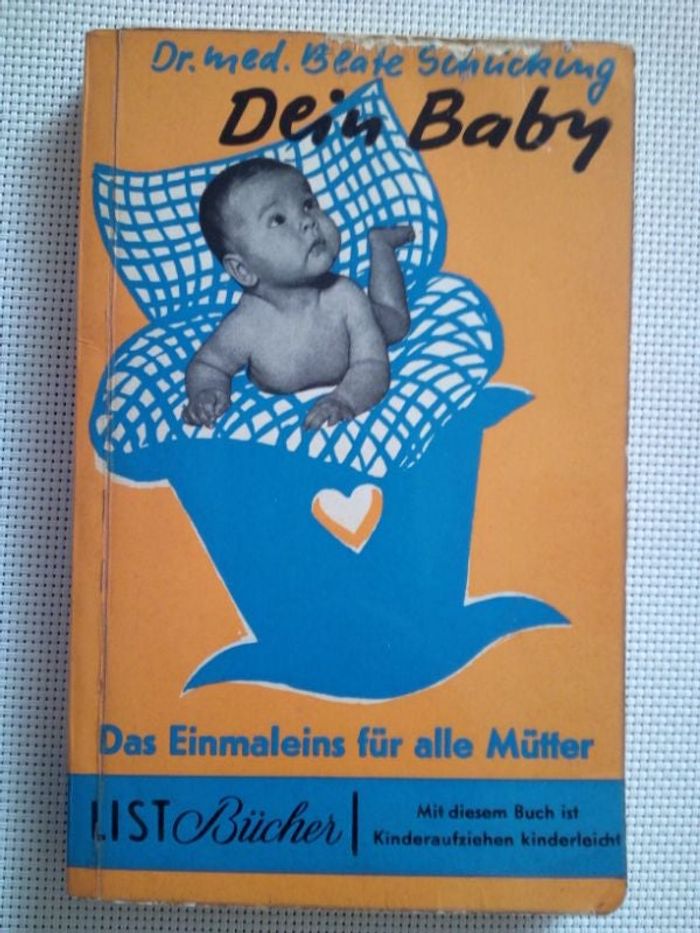 Dr. med. Beate Schücking
Dein Baby
Das Einmaleins für alle Mütter
LIST Bücher
Mit diesem Buch ist
Kinderaufziehen kinderleicht